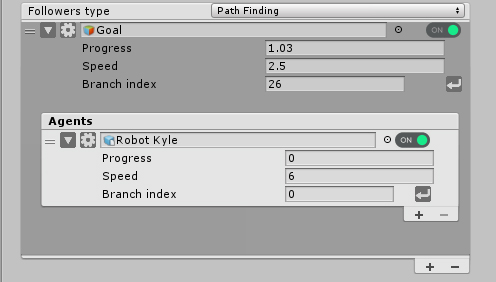 Followers type Path Finding
Goal ON
Progress 1.03
Speed 2.5
Branch index 26
Agents
Robot Kyle ON
Progress 0
Speed 6
Branch index 0
+ −
+ −